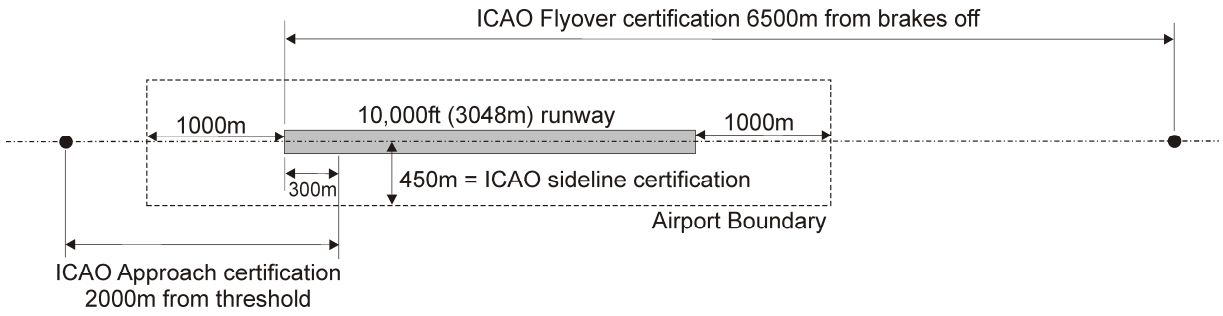 ICAO Flyover certification 6500m from brakes off
1000m
10,000ft (3048m) runway
1000m
300m
450m = ICAO sideline certification
Airport Boundary
ICAO Approach certification
2000m from threshold